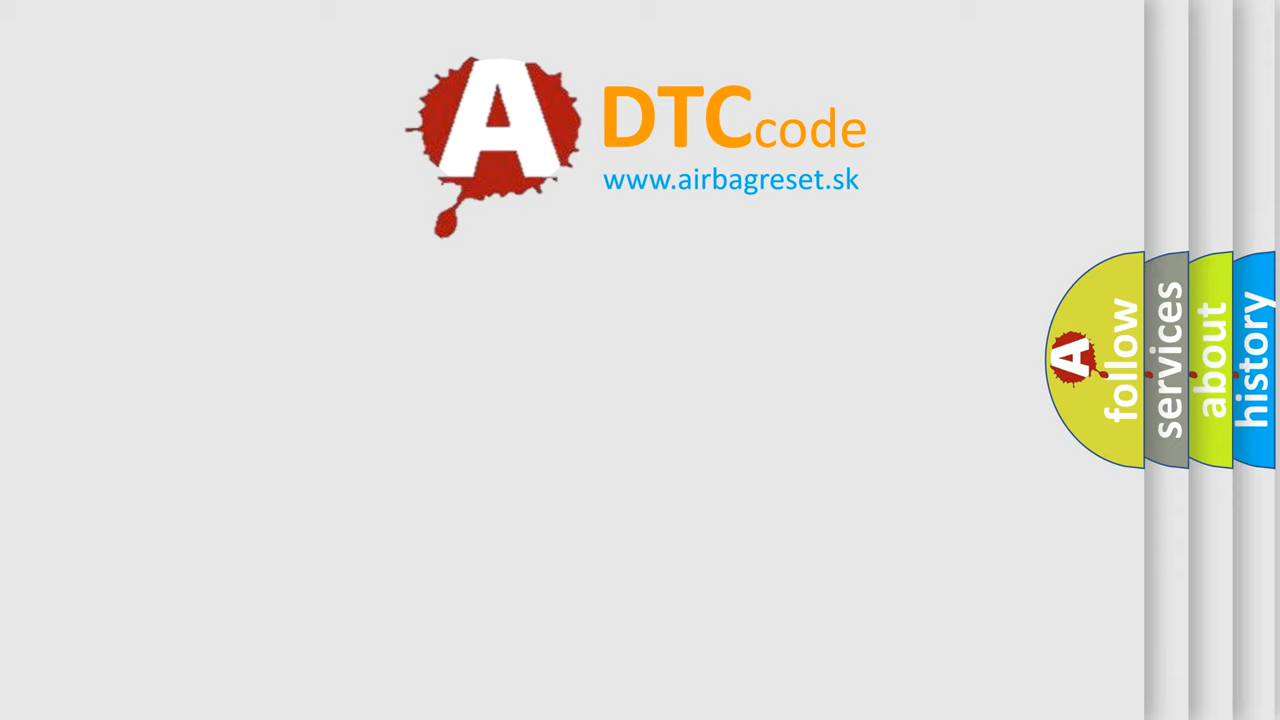 A
DTCcode
www.airbagreset.sk
A
follow
services
about
history